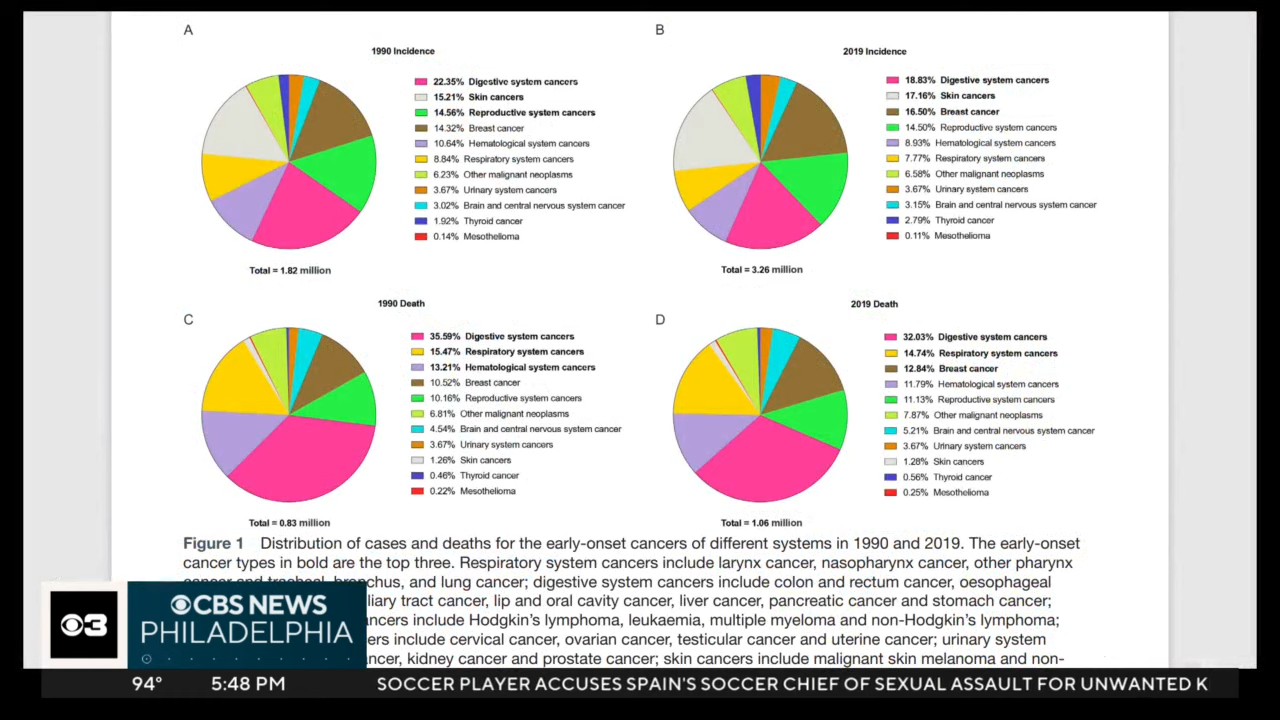 A
1990 Incidence
22.35% Digestive system cancers
15.21% Skin cancers
14.56% Reproductive system cancers
14.32% Breast cancer
10.64% Hematological system cancers
8.84% Respiratory system cancers
6.23% Other malignant neoplasms
3.67% Urinary system cancers
3.02% Brain and central nervous system cancer
1.92% Thyroid cancer
0.14% Mesothelioma
Total = 1.82 million
B
2019 Incidence
18.83% Digestive system cancers
17.16% Skin cancers
16.50% Breast cancer
14.50% Reproductive system cancers
8.93% Hematological system cancers
7.77% Respiratory system cancers
6.58% Other malignant neoplasms
3.67% Urinary system cancers
3.15% Brain and central nervous system cancer
2.79% Thyroid cancer
0.11% Mesothelioma
Total = 3.26 million
C
1990 Death
35.59% Digestive system cancers
15.47% Respiratory system cancers
13.21% Hematological system cancers
10.52% Breast cancer
10.16% Reproductive system cancers
6.81% Other malignant neoplasms
4.54% Brain and central nervous system cancer
3.67% Urinary system cancers
1.26% Skin cancers
0.46% Thyroid cancer
0.22% Mesothelioma
Total = 0.83 million
D
2019 Death
32.03% Digestive system cancers
14.74% Respiratory system cancers
12.84% Breast cancer
11.79% Hematological system cancers
11.13% Reproductive system cancers
7.87% Other malignant neoplasms
5.21% Brain and central nervous system cancer
3.67% Urinary system cancers
1.28% Skin cancers
0.56% Thyroid cancer
0.25% Mesothelioma
Total = 1.06 million
Figure 1 Distribution of cases and deaths for the early-onset cancers of different systems in 1990 and 2019. The early-onset
cancer types in bold are the top three. Respiratory system cancers include larynx cancer, nasopharynx cancer, other pharynx
cancer and tracheal, bronchus, and lung cancer; digestive system cancers include colon and rectum cancer, oesophageal
liary tract cancer, lip and oral cavity cancer, liver cancer, pancreatic cancer and stomach cancer;
ancers include Hodgkin's lymphoma, leukaemia, multiple myeloma and non-Hodgkin's lymphoma;
ers include cervical cancer, ovarian cancer, testicular cancer and uterine cancer; urinary system
ncer, kidney cancer and prostate cancer; skin cancers include malignant skin melanoma and non-
3
CBS NEWS
PHILADELPHIA
94° 5:48 PM SOCCER PLAYER ACCUSES SPAIN'S SOCCER CHIEF OF SEXUAL ASSAULT FOR UNWANTED K